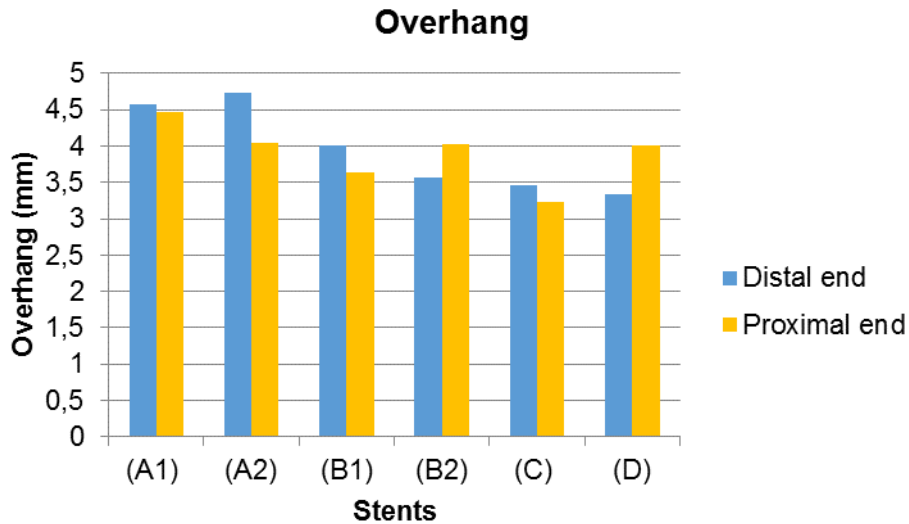 Overhang
Overhang (mm)
5
4,5
4
3,5
3
2,5
2
1,5
1
0,5
0
(A1) (A2) (B1) (B2) (C) (D)
Stents
Distal end
Proximal end